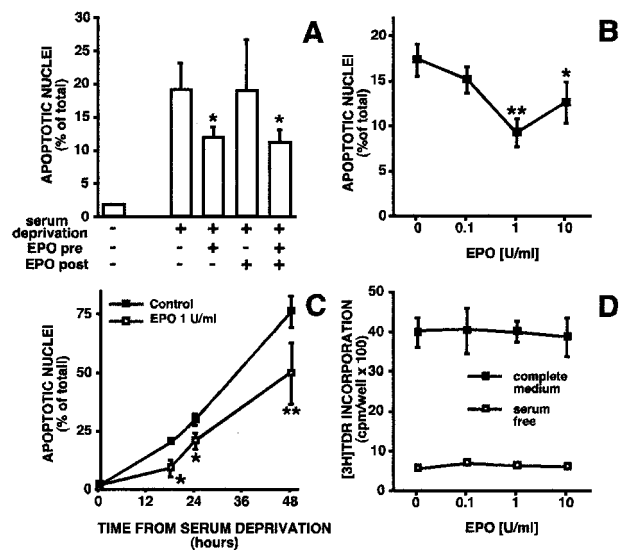 A
APOPTOTIC NUCLEI
(% of total)
30
25
20
15
10
5
0
serum
deprivation - + + + +
EPO pre - - + - +
EPO post - - - + +
* *
B
APOPTOTIC NUCLEI
(%of total)
20
15
10
5
0
** *
0 0.1 1 10
EPO [U/ml]
C
APOPTOTIC NUCLEI
(% of total)
75
50
25
0
Control
EPO 1 U/ml
* * **
0 12 24 36 48
TIME FROM SERUM DEPRIVATION
(hours)
D
[3H]TDR INCORPORATION
(cpm/well x 100)
50
40
30
20
10
0
complete
medium
serum
free
0 0.1 1 10
EPO [U/ml]